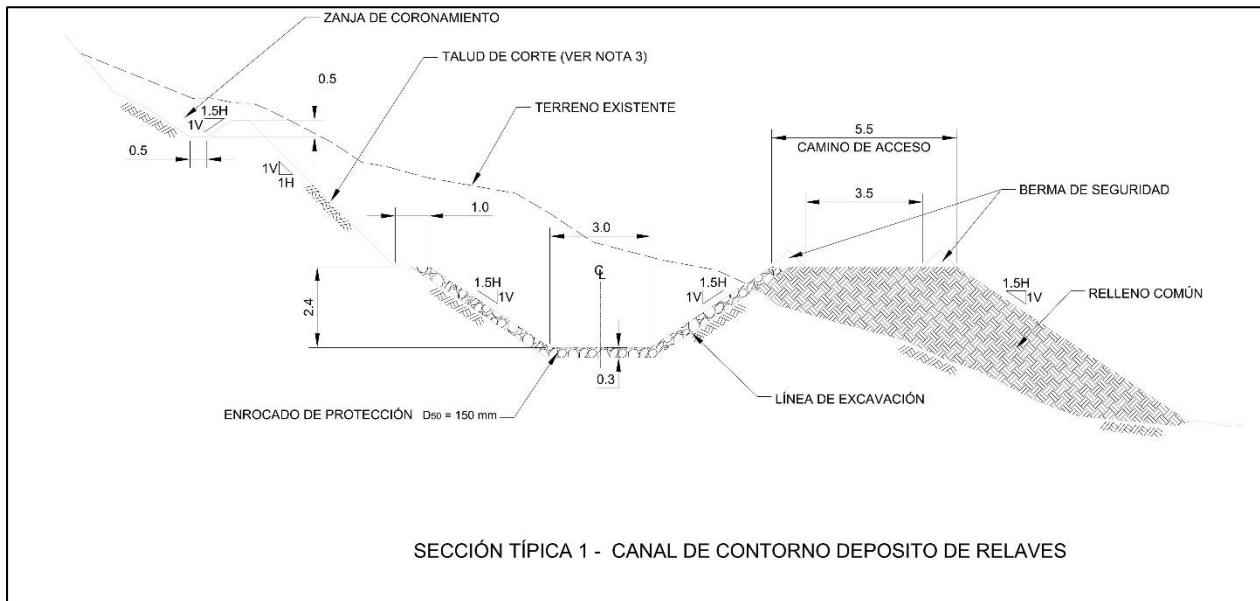 ZANJA DE CORONAMIENTO
TALUD DE CORTE (VER NOTA 3)
0.5
TERRENO EXISTENTE
1.5H
1V
0.5
5.5
CAMINO DE ACCESO
1V
1H
BERMA DE SEGURIDAD
1.0
3.5
3.0
℄
1.5H
1V
1.5H
1V
1.5H
1V
2.4
RELLENO COMÚN
0.3
LÍNEA DE EXCAVACIÓN
ENROCADO DE PROTECCIÓN D50 = 150 mm
SECCIÓN TÍPICA 1 - CANAL DE CONTORNO DEPOSITO DE RELAVES